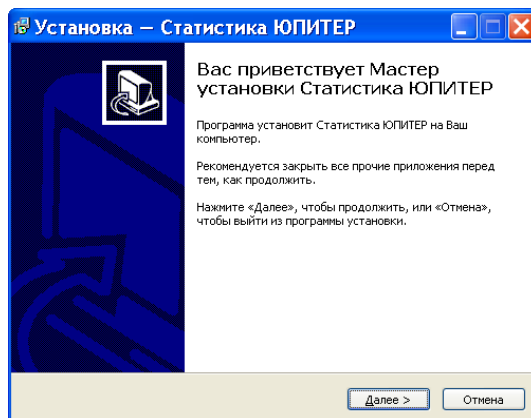 Установка — Статистика ЮПИТЕР
Вас приветствует Мастер
установки Статистика ЮПИТЕР
Программа установит Статистика ЮПИТЕР на Ваш
компьютер.
Рекомендуется закрыть все прочие приложения перед
тем, как продолжить.
Нажмите «Далее», чтобы продолжить, или «Отмена»,
чтобы выйти из программы установки.
Далее >
Отмена